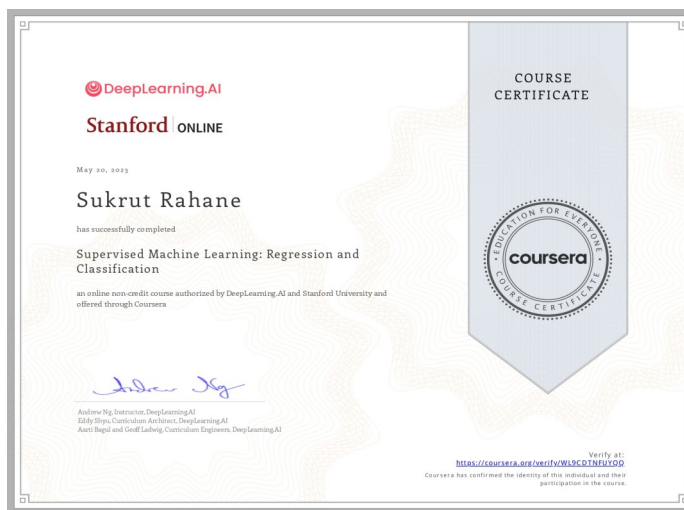 DeepLearning.AI
Stanford ONLINE
COURSE
CERTIFICATE
May 20, 2023
Sukrut Rahane
has successfully completed
Supervised Machine Learning: Regression and
Classification
an online non-credit course authorized by DeepLearning.AI and Stanford University and
offered through Coursera
EDUCATION FOR EVERYONE
coursera
COURSE CERTIFICATE
Andrew Ng
Andrew Ng, Instructor, DeepLearning.AI
Eddy Shyu, Curriculum Architect, DeepLearning.AI
Aarti Bagul and Geoff Ladwig, Curriculum Engineers, DeepLearning.AI
Verify at:
https://coursera.org/verify/WL9CDTNFUYQQ
Coursera has confirmed the identity of this individual and their
participation in the course.